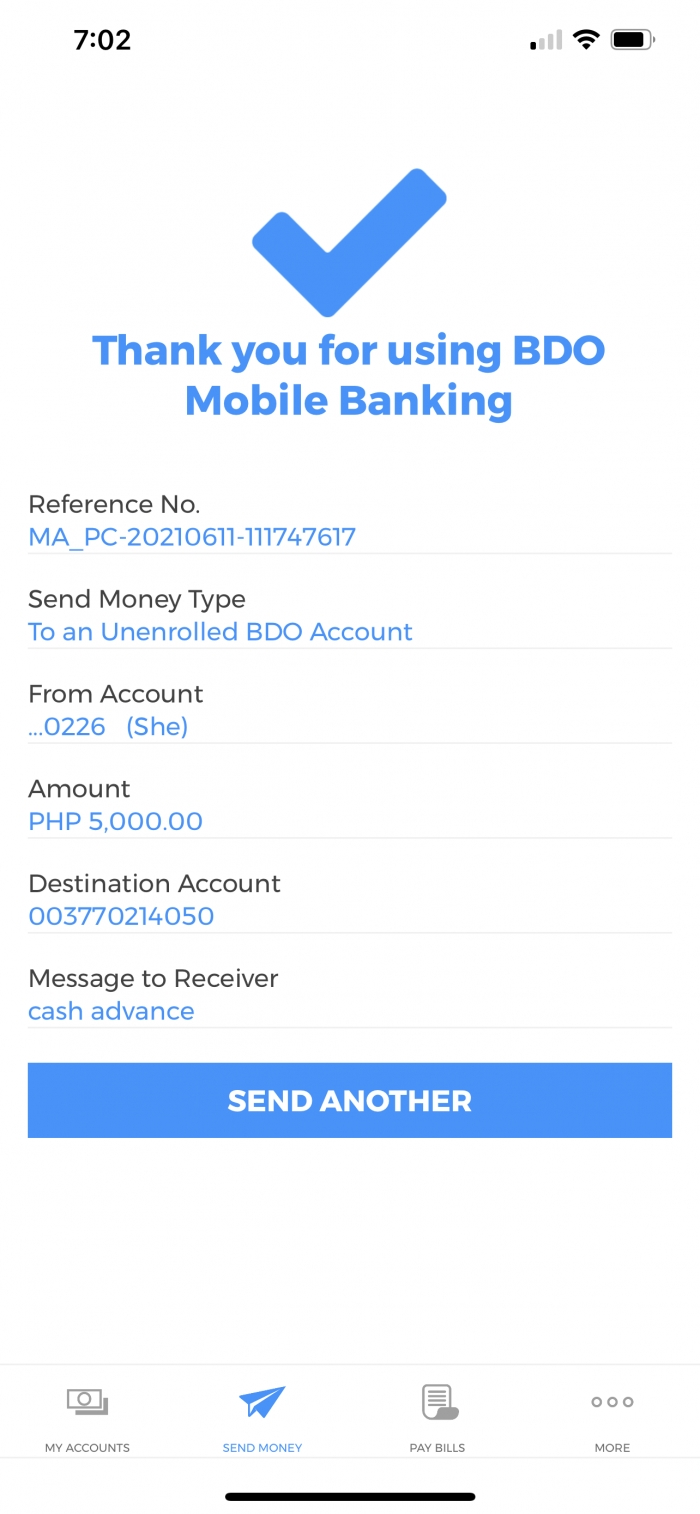 7:02
Thank you for using BDO
Mobile Banking
Reference No.
MA_PC-20210611-111747617
Send Money Type
To an Unenrolled BDO Account
From Account
...0226 (She)
Amount
PHP 5,000.00
Destination Account
003770214050
Message to Receiver
cash advance
SEND ANOTHER
MY ACCOUNTS
SEND MONEY
PAY BILLS
MORE